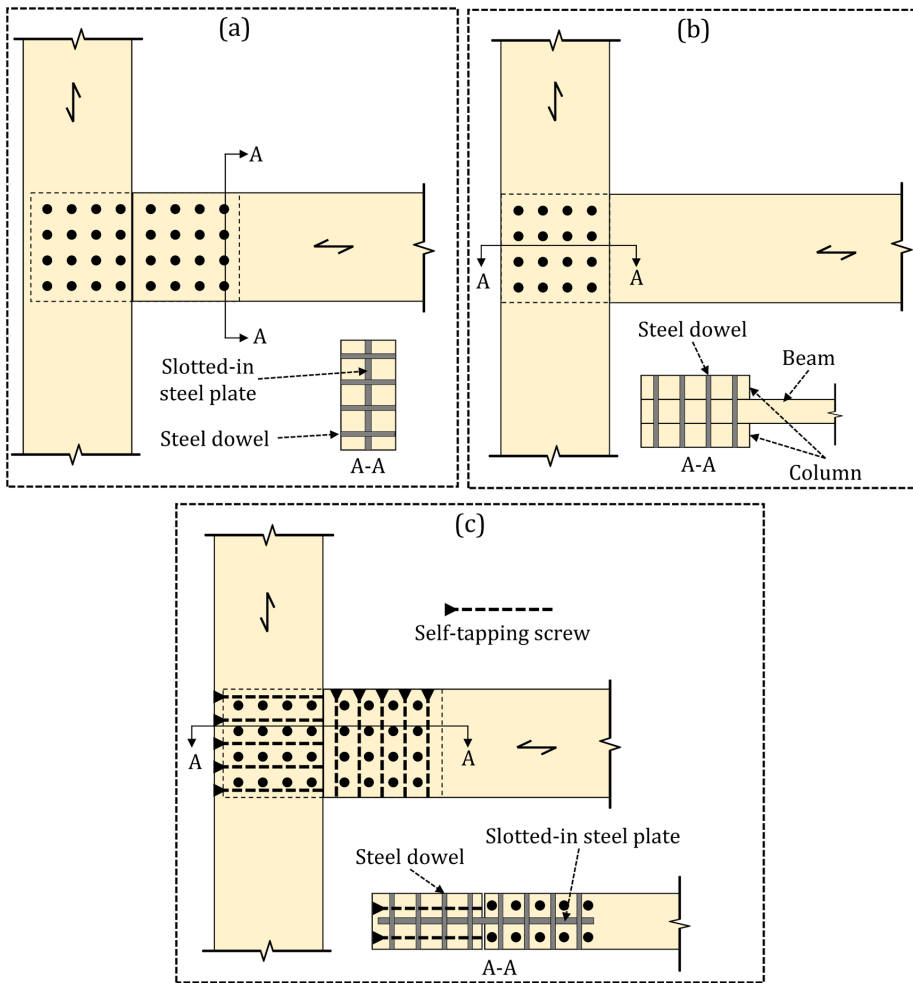 (a)
A
A
Slotted-in
steel plate
Steel dowel
A-A
(b)
A
A
Steel dowel
Beam
A-A
Column
(c)
Self-tapping screw
A
A
Slotted-in steel plate
Steel dowel
A-A